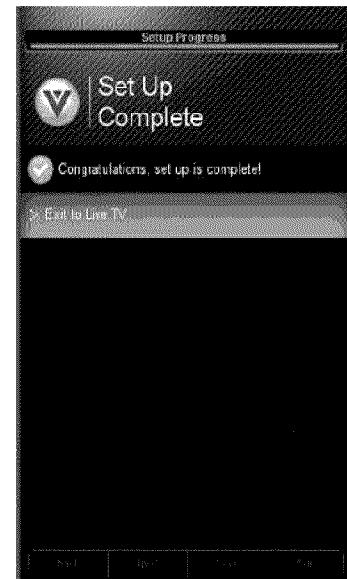 Setup Progress
V
Set Up
Complete
Congratulations, set up is complete!
> Exit to Live TV